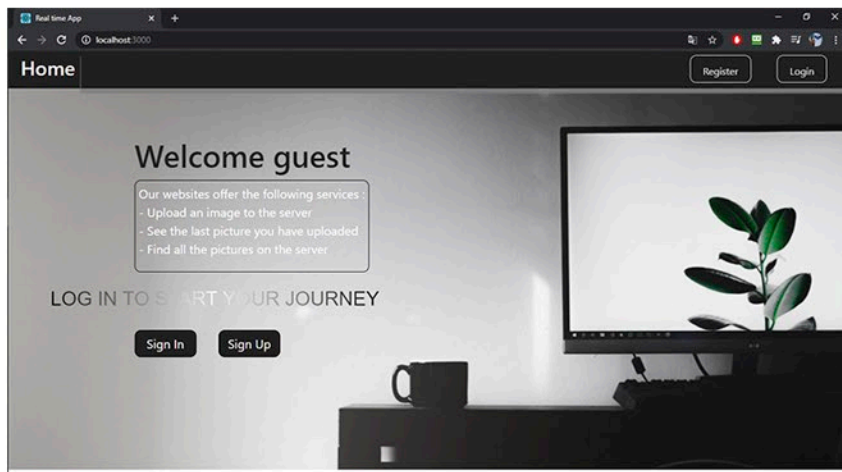 Real time App
localhost:3000
Home
Register
Login
Welcome guest
Our websites offer the following services :
- Upload an image to the server
- See the last picture you have uploaded
- Find all the pictures on the server
LOG IN TO START YOUR JOURNEY
Sign In
Sign Up